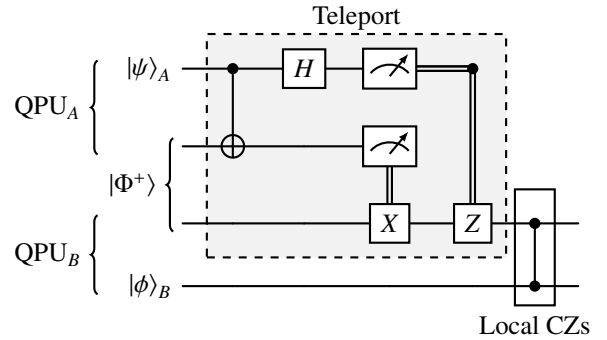 Teleport
|ψ⟩_A
H
QPU_A
|Φ⁺⟩
X
Z
QPU_B
|ϕ⟩_B
Local CZs